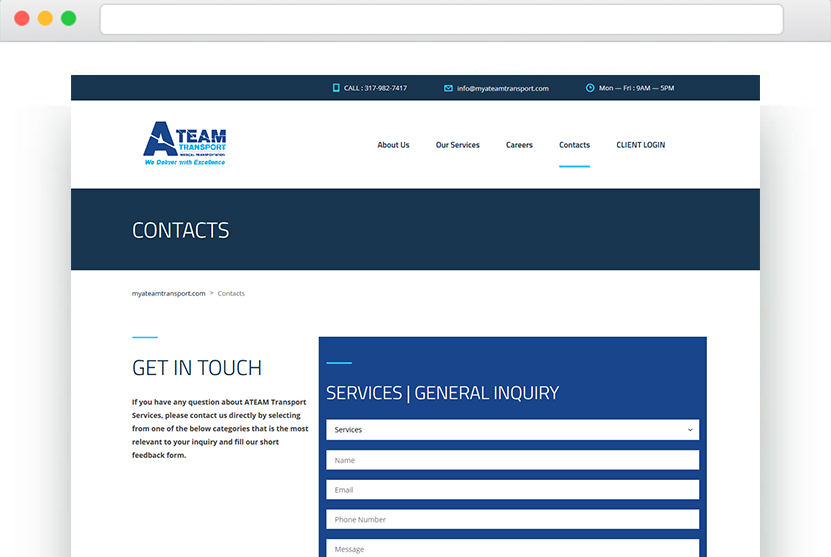 CALL : 317-982-7417 info@myateamtransport.com Mon — Fri : 9AM — 5PM
ATEAM
TRANSPORT
MEDICAL TRANSPORTATION
We Deliver with Excellence
About Us Our Services Careers Contacts CLIENT LOGIN
CONTACTS
myateamtransport.com > Contacts
GET IN TOUCH
If you have any question about ATEAM Transport
Services, please contact us directly by selecting
from one of the below categories that is the most
relevant to your inquiry and fill our short
feedback form.
SERVICES | GENERAL INQUIRY
Services
Name
Email
Phone Number
Message